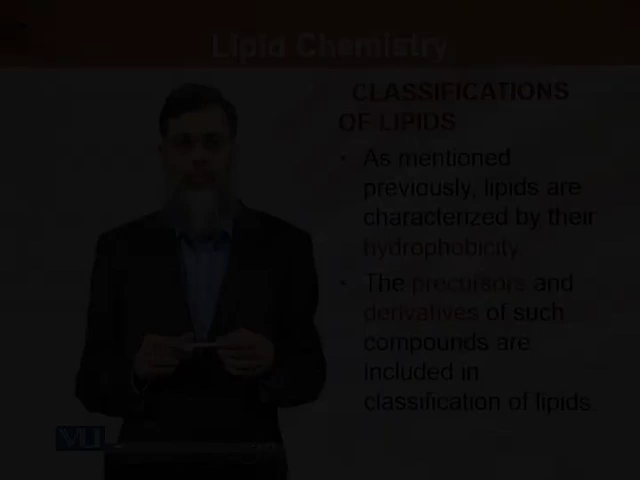 Lipid Chemistry
CLASSIFICATIONS
OF LIPIDS
• As mentioned
previously, lipids are
characterized by their
hydrophobicity
• The precursors and
derivatives of such
compounds are
included in
classification of lipids.
VU